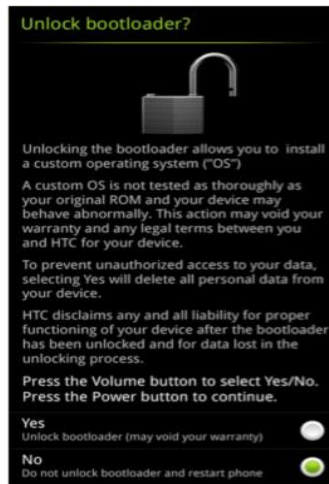 Unlock bootloader?
Unlocking the bootloader allows you to install
a custom operating system ("OS")
A custom OS is not tested as thoroughly as
your original ROM and your device may
behave abnormally. This action may void your
warranty and any legal terms between you
and HTC for your device.
To prevent unauthorized access to your data,
selecting Yes will delete all personal data from
your device.
HTC disclaims any and all liability for proper
functioning of your device after the bootloader
has been unlocked and for data lost in the
unlocking process.
Press the Volume button to select Yes/No.
Press the Power button to continue.
Yes
Unlock bootloader (may void your warranty)
No
Do not unlock bootloader and restart phone